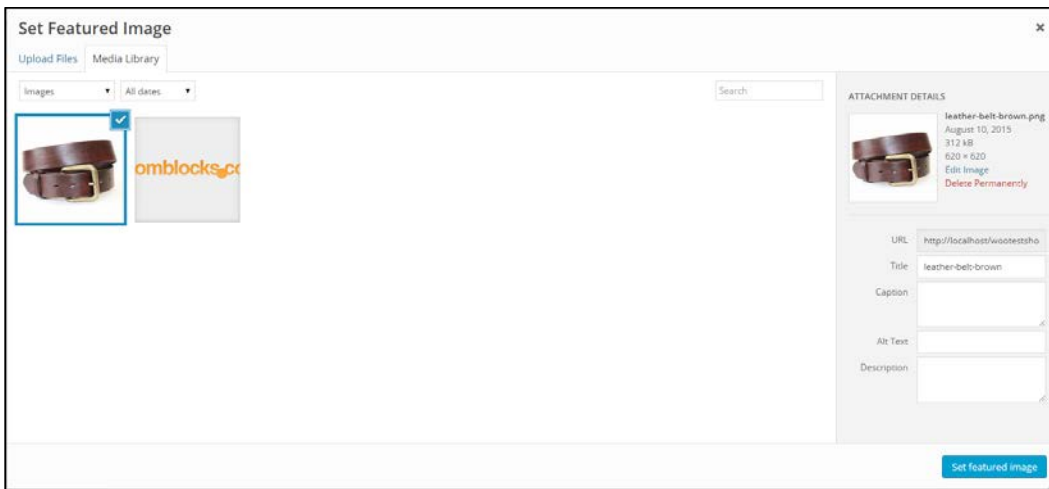 Set Featured Image
×
Upload Files Media Library
Images All dates Search
omblocks.co
ATTACHMENT DETAILS
leather-belt-brown.png
August 10, 2015
312 kB
620 × 620
Edit Image
Delete Permanently
URL http://localhost/wootestsho
Title leather-belt-brown
Caption
Alt Text
Description
Set featured image